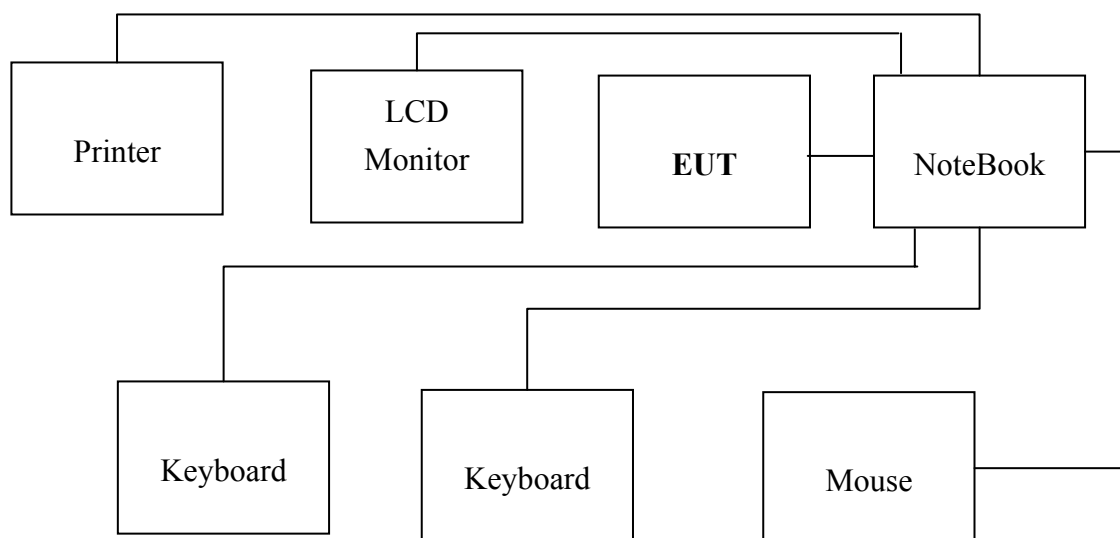 Printer
LCD
Monitor
EUT
NoteBook
Keyboard
Keyboard
Mouse